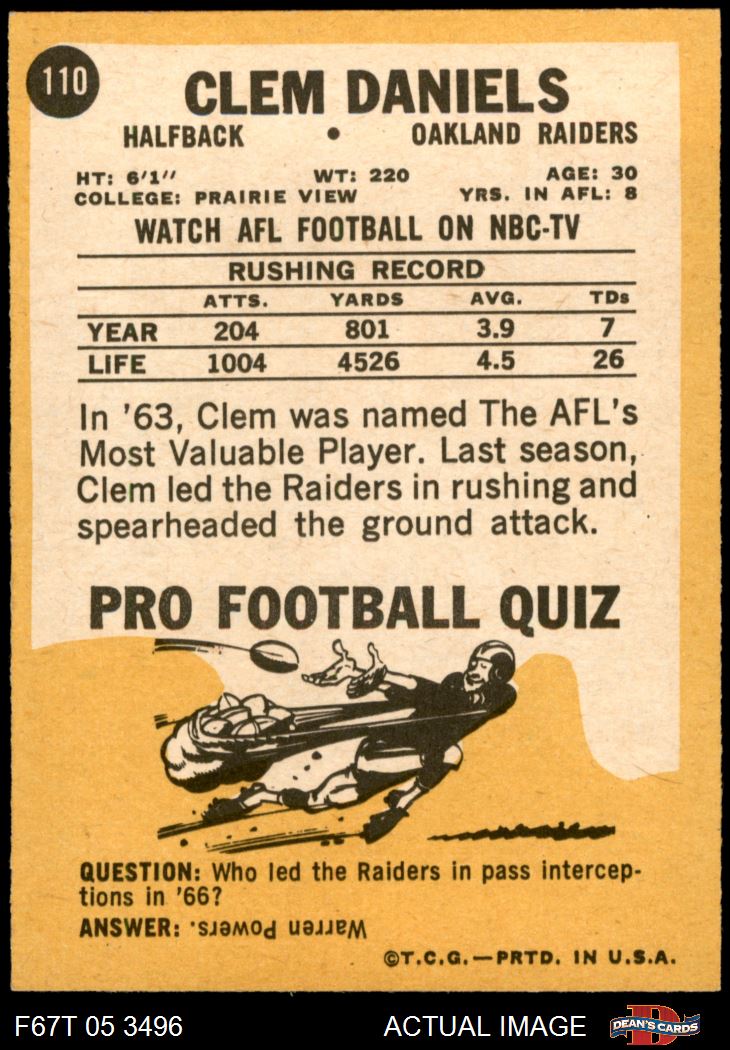 110
CLEM DANIELS
HALFBACK • OAKLAND RAIDERS
HT: 6'1" WT: 220 AGE: 30
COLLEGE: PRAIRIE VIEW YRS. IN AFL: 8
WATCH AFL FOOTBALL ON NBC-TV
RUSHING RECORD
ATTS. YARDS AVG. TDs
YEAR 204 801 3.9 7
LIFE 1004 4526 4.5 26
In '63, Clem was named The AFL's
Most Valuable Player. Last season,
Clem led the Raiders in rushing and
spearheaded the ground attack.
PRO FOOTBALL QUIZ
QUESTION: Who led the Raiders in pass intercep-
tions in '66?
ANSWER: Warren Powers.
©T.C.G.—PRTD. IN U.S.A.
F67T 05 3496 ACTUAL IMAGE
D
DEAN'S CARDS